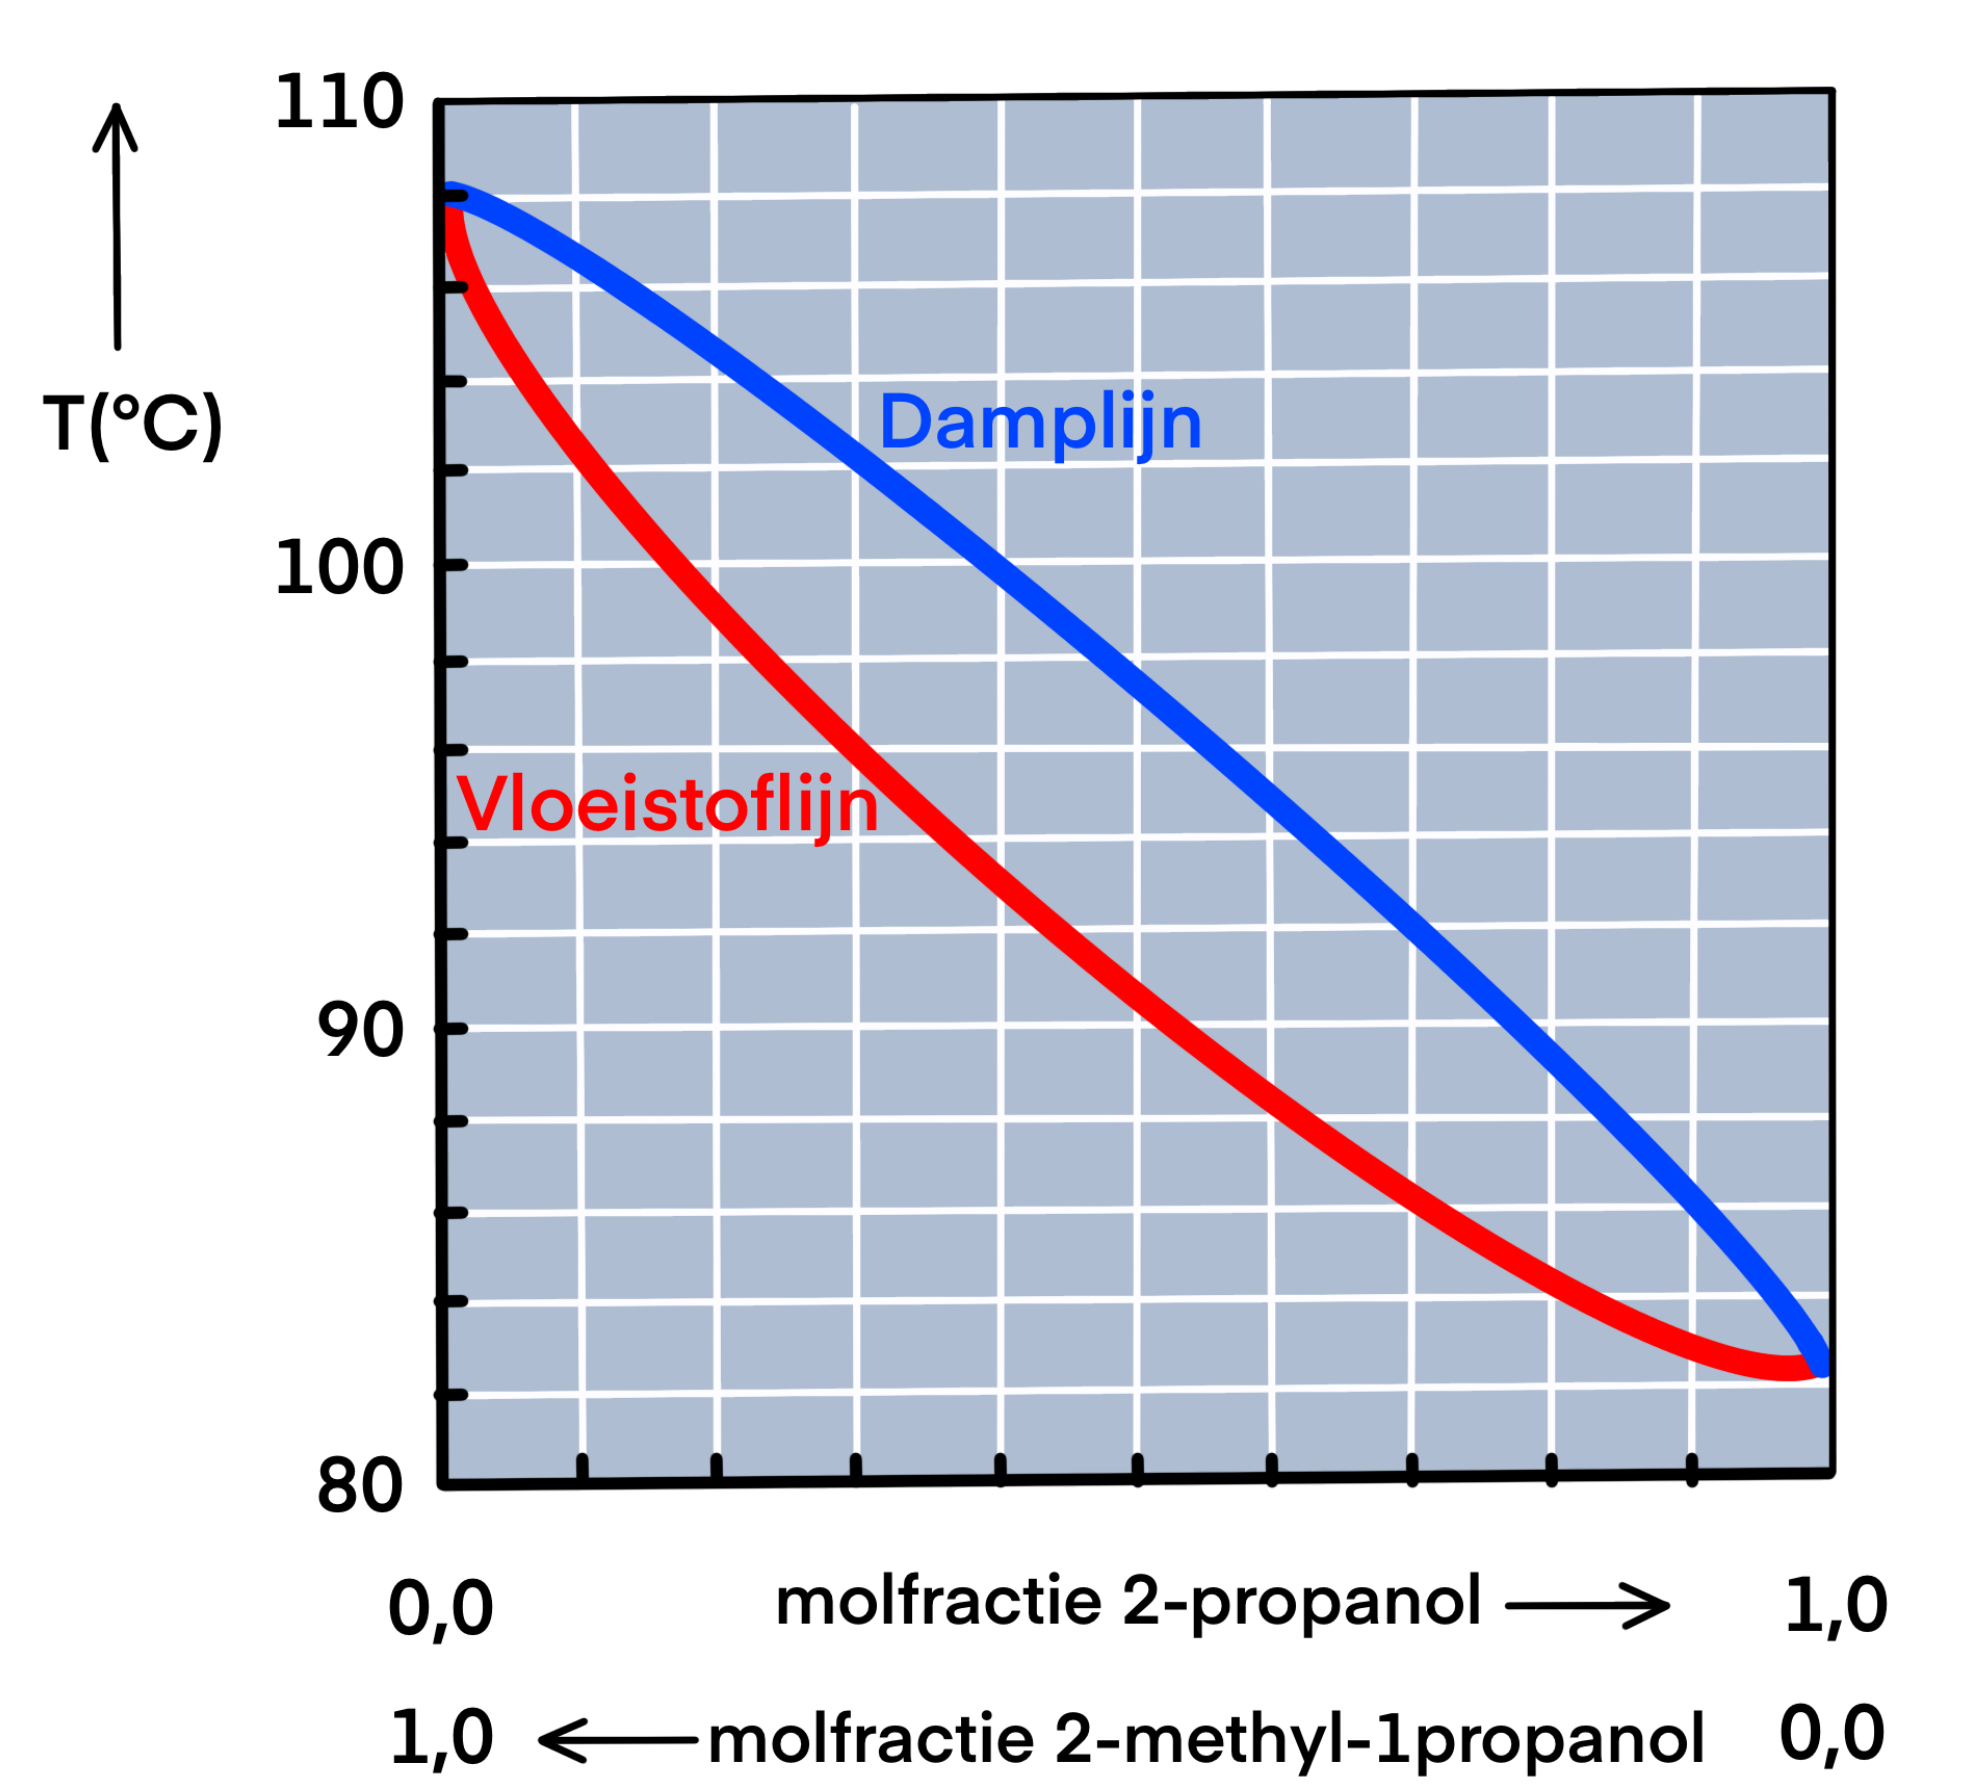 110
T(°C)
Damplijn
100
Vloeistoflijn
90
80
0,0 molfractie 2-propanol 1,0
1,0 molfractie 2-methyl-1propanol 0,0